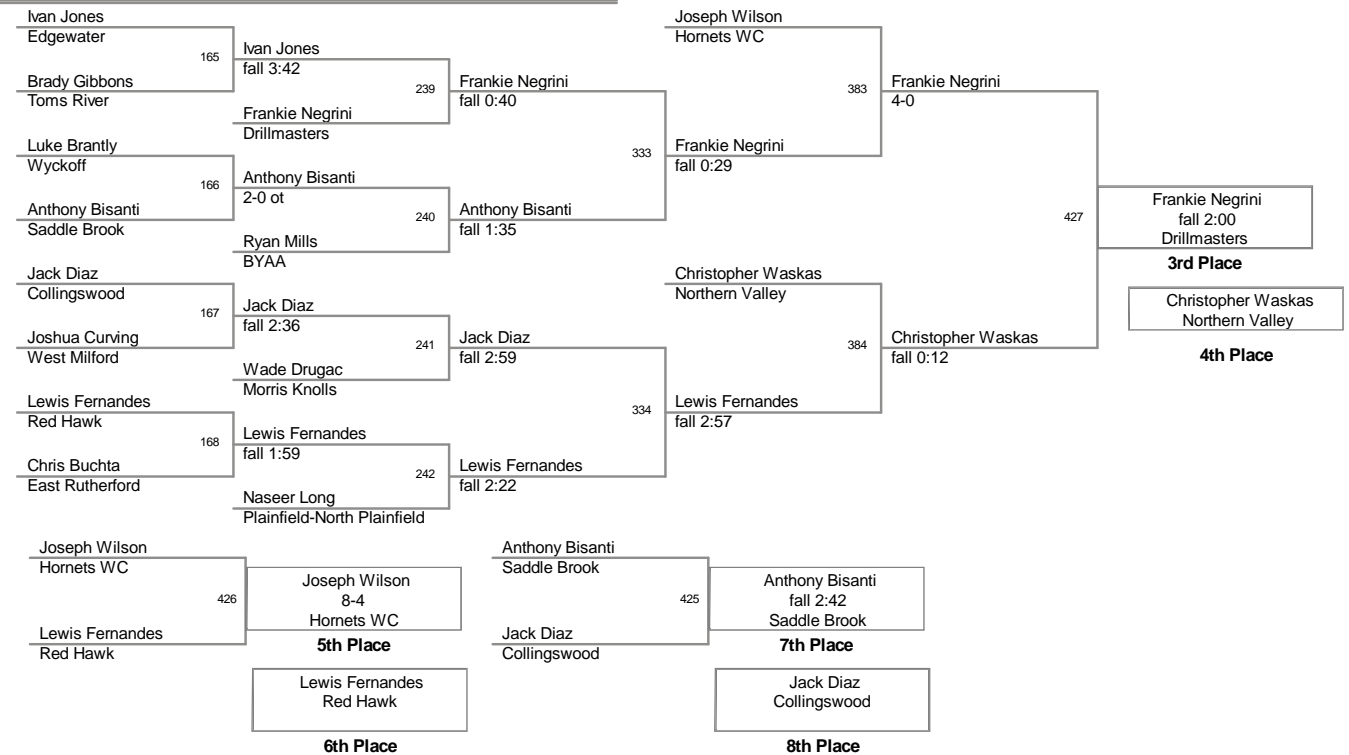 Ivan Jones
Edgewater
165
Brady Gibbons
Toms River
Luke Brantly
Wyckoff
166
Anthony Bisanti
Saddle Brook
Jack Diaz
Collingswood
167
Joshua Curving
West Milford
Lewis Fernandes
Red Hawk
168
Chris Buchta
East Rutherford
Ivan Jones
fall 3:42
239
Frankie Negrini
Drillmasters
Anthony Bisanti
2-0 ot
240
Ryan Mills
BYAA
Jack Diaz
fall 2:36
241
Wade Drugac
Morris Knolls
Lewis Fernandes
fall 1:59
242
Naseer Long
Plainfield-North Plainfield
Frankie Negrini
fall 0:40
333
Anthony Bisanti
fall 1:35
Jack Diaz
fall 2:59
334
Lewis Fernandes
fall 2:22
Joseph Wilson
Hornets WC
383
Frankie Negrini
fall 0:29
Christopher Waskas
Northern Valley
384
Lewis Fernandes
fall 2:57
Frankie Negrini
4-0
427
Christopher Waskas
fall 0:12
Frankie Negrini
fall 2:00
Drillmasters
3rd Place
Christopher Waskas
Northern Valley
4th Place
Joseph Wilson
Hornets WC
426
Lewis Fernandes
Red Hawk
Joseph Wilson
8-4
Hornets WC
5th Place
Lewis Fernandes
Red Hawk
6th Place
Anthony Bisanti
Saddle Brook
425
Jack Diaz
Collingswood
Anthony Bisanti
fall 2:42
Saddle Brook
7th Place
Jack Diaz
Collingswood
8th Place